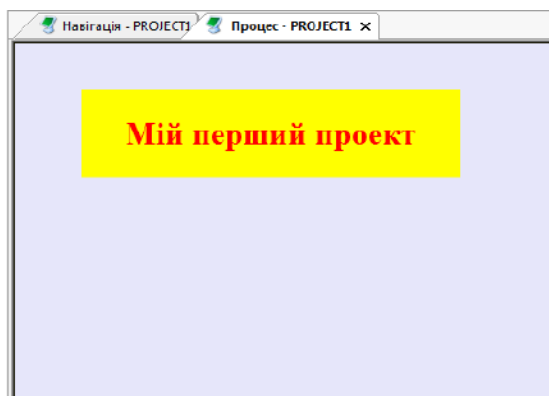 Навігація - PROJECT1
Процес - PROJECT1
Мій перший проект